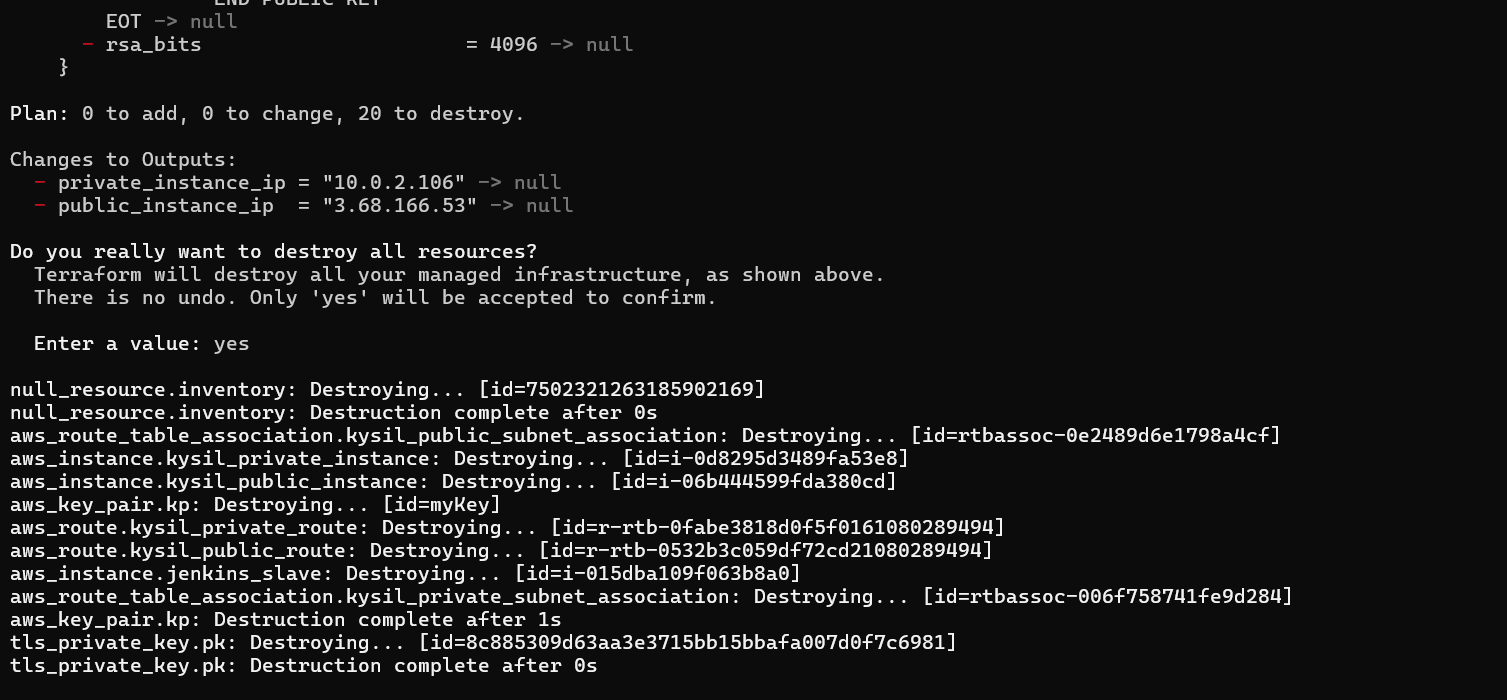 END PUBLIC KEY
EOT -> null
- rsa_bits = 4096 -> null
}
Plan: 0 to add, 0 to change, 20 to destroy.
Changes to Outputs:
- private_instance_ip = "10.0.2.106" -> null
- public_instance_ip = "3.68.166.53" -> null
Do you really want to destroy all resources?
Terraform will destroy all your managed infrastructure, as shown above.
There is no undo. Only 'yes' will be accepted to confirm.
Enter a value: yes
null_resource.inventory: Destroying... [id=7502321263185902169]
null_resource.inventory: Destruction complete after 0s
aws_route_table_association.kysil_public_subnet_association: Destroying... [id=rtbassoc-0e2489d6e1798a4cf]
aws_instance.kysil_private_instance: Destroying... [id=i-0d8295d3489fa53e8]
aws_instance.kysil_public_instance: Destroying... [id=i-06b444599fda380cd]
aws_key_pair.kp: Destroying... [id=myKey]
aws_route.kysil_private_route: Destroying... [id=r-rtb-0fabe3818d0f5f0161080289494]
aws_route.kysil_public_route: Destroying... [id=r-rtb-0532b3c059df72cd21080289494]
aws_instance.jenkins_slave: Destroying... [id=i-015dba109f063b8a0]
aws_route_table_association.kysil_private_subnet_association: Destroying... [id=rtbassoc-006f758741fe9d284]
aws_key_pair.kp: Destruction complete after 1s
tls_private_key.pk: Destroying... [id=8c885309d63aa3e3715bb15bbafa007d0f7c6981]
tls_private_key.pk: Destruction complete after 0s